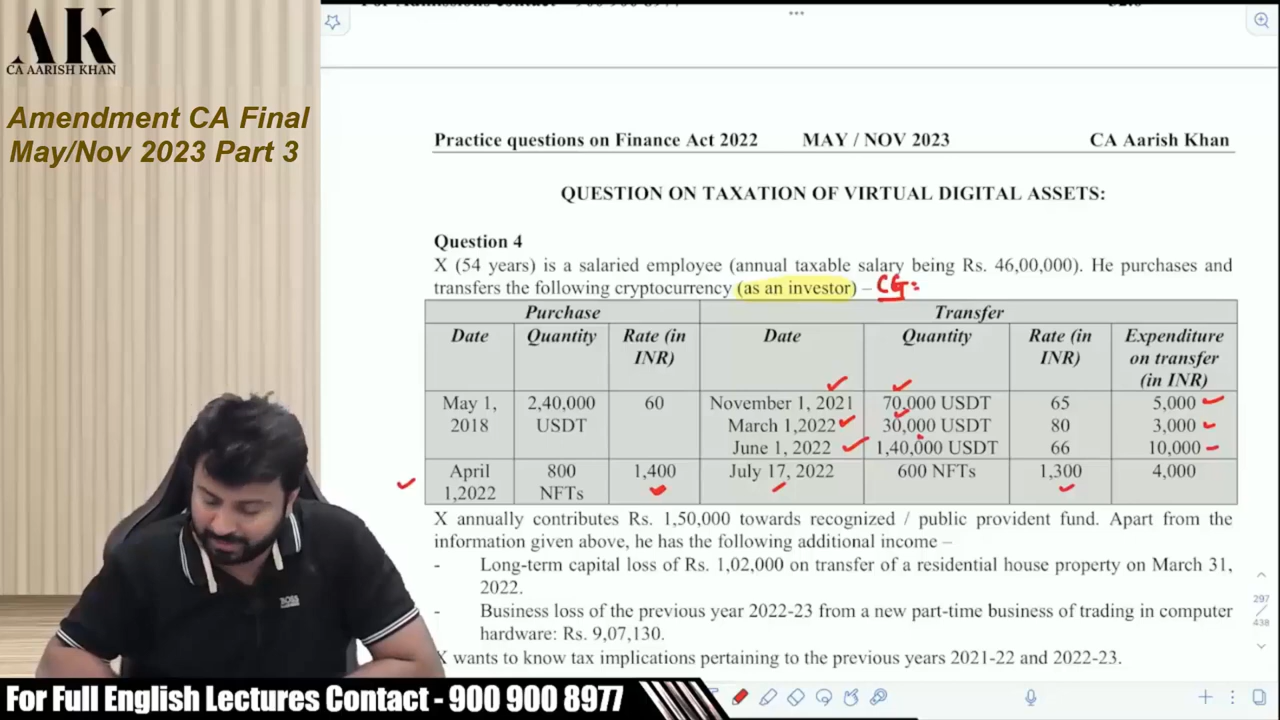 AK
CA AARISH KHAN
Amendment CA Final
May/Nov 2023 Part 3
Practice questions on Finance Act 2022 MAY / NOV 2023 CA Aarish Khan
QUESTION ON TAXATION OF VIRTUAL DIGITAL ASSETS:
Question 4
X (54 years) is a salaried employee (annual taxable salary being Rs. 46,00,000). He purchases and
transfers the following cryptocurrency (as an investor) – CG:
Purchase Transfer
Date Quantity Rate (in INR) Date Quantity Rate (in INR) Expenditure on transfer (in INR)
May 1, 2018 2,40,000 USDT 60 November 1, 2021 70,000 USDT 65 5,000
March 1,2022 30,000 USDT 80 3,000
June 1, 2022 1,40,000 USDT 66 10,000
April 1,2022 800 NFTs 1,400 July 17, 2022 600 NFTs 1,300 4,000
X annually contributes Rs. 1,50,000 towards recognized / public provident fund. Apart from the
information given above, he has the following additional income –
- Long-term capital loss of Rs. 1,02,000 on transfer of a residential house property on March 31,
2022.
- Business loss of the previous year 2022-23 from a new part-time business of trading in computer
hardware: Rs. 9,07,130.
X wants to know tax implications pertaining to the previous years 2021-22 and 2022-23.
297
438
BOSS
For Full English Lectures Contact - 900 900 8977